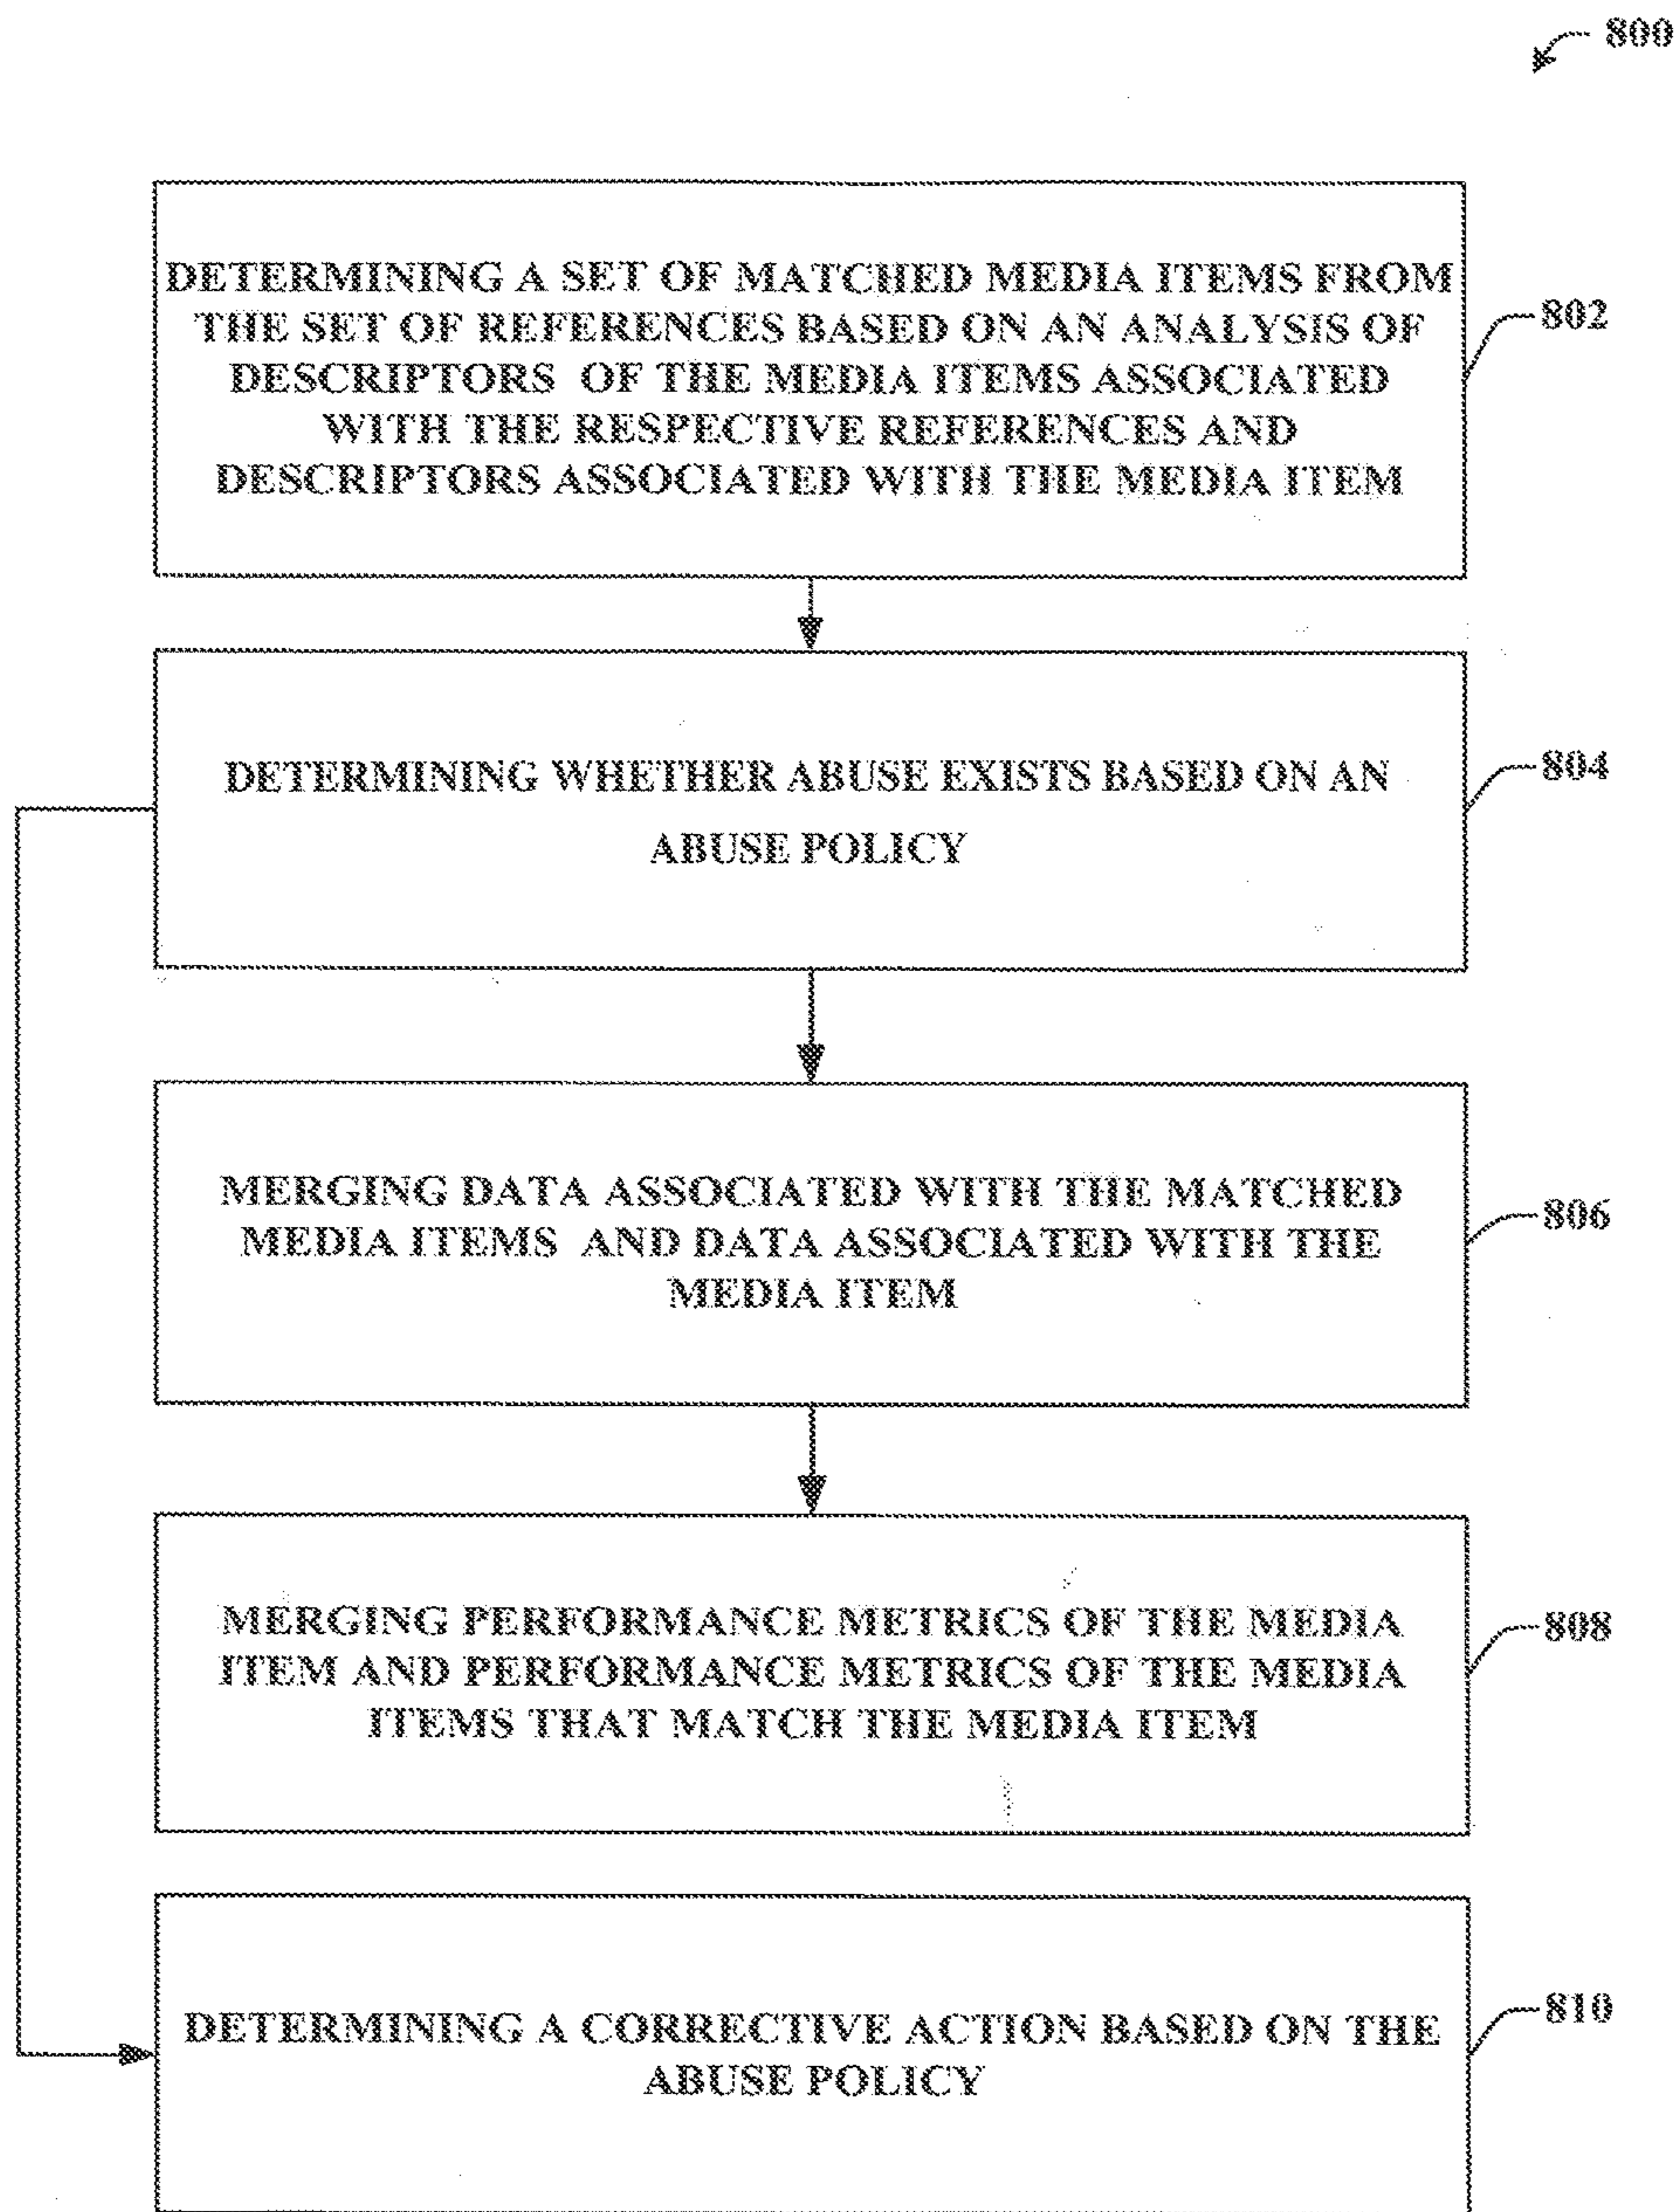 800
DETERMINING A SET OF MATCHED MEDIA ITEMS FROM
THE SET OF REFERENCES BASED ON AN ANALYSIS OF
DESCRIPTORS OF THE MEDIA ITEMS ASSOCIATED
WITH THE RESPECTIVE REFERENCES AND
DESCRIPTORS ASSOCIATED WITH THE MEDIA ITEM
802
DETERMINING WHETHER ABUSE EXISTS BASED ON AN
ABUSE POLICY
804
MERGING DATA ASSOCIATED WITH THE MATCHED
MEDIA ITEMS AND DATA ASSOCIATED WITH THE
MEDIA ITEM
806
MERGING PERFORMANCE METRICS OF THE MEDIA
ITEM AND PERFORMANCE METRICS OF THE MEDIA
ITEMS THAT MATCH THE MEDIA ITEM
808
DETERMINING A CORRECTIVE ACTION BASED ON THE
ABUSE POLICY
810